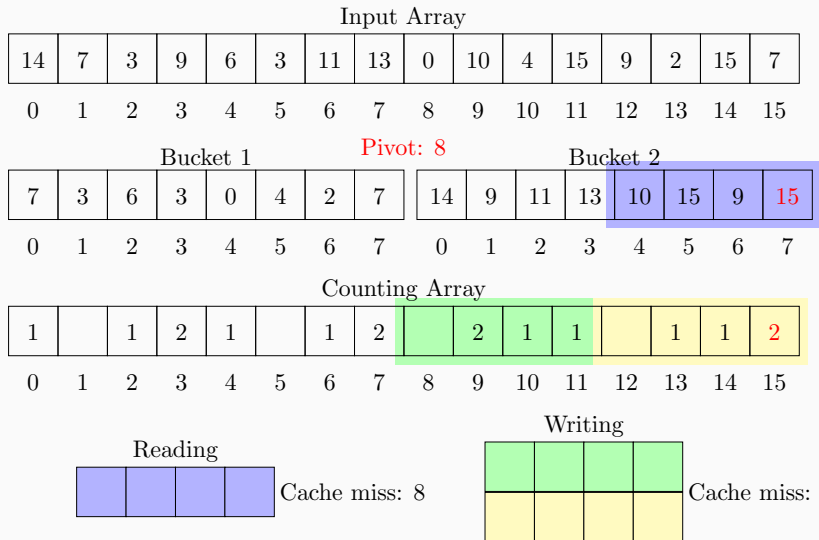 Input Array
14 7 3 9 6 3 11 13 0 10 4 15 9 2 15 7
0 1 2 3 4 5 6 7 8 9 10 11 12 13 14 15
Pivot: 8
Bucket 1 Bucket 2
7 3 6 3 0 4 2 7 14 9 11 13 10 15 9 15
0 1 2 3 4 5 6 7 0 1 2 3 4 5 6 7
Counting Array
1 1 2 1 1 2 2 1 1 1 1 2
0 1 2 3 4 5 6 7 8 9 10 11 12 13 14 15
Writing
Reading
Cache miss: 8 Cache miss: